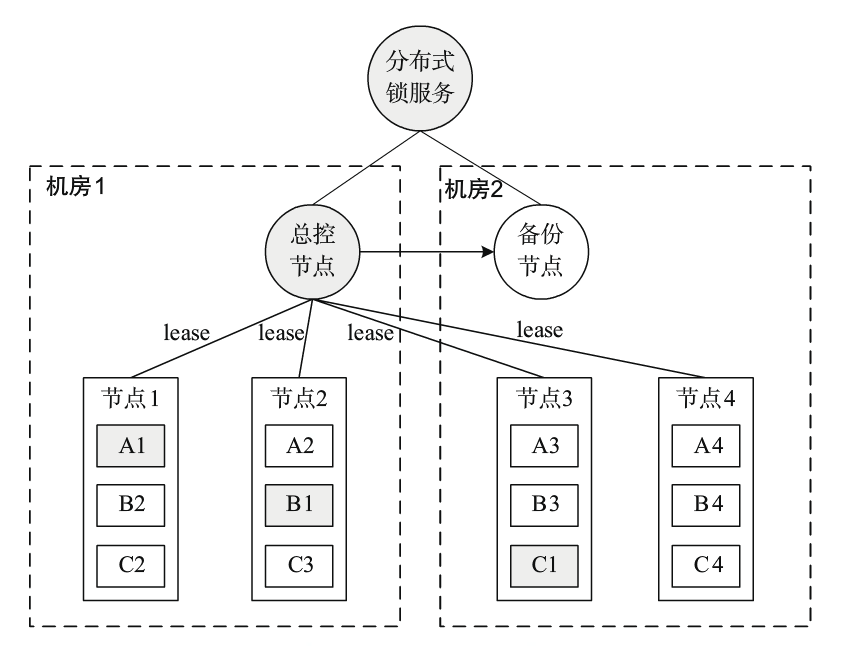 分布式
锁服务
机房1
机房2
总控
节点
备份
节点
lease
lease
lease
lease
节点1
节点2
节点3
节点4
A1
A2
A3
A4
B2
B1
B3
B4
C2
C3
C1
C4